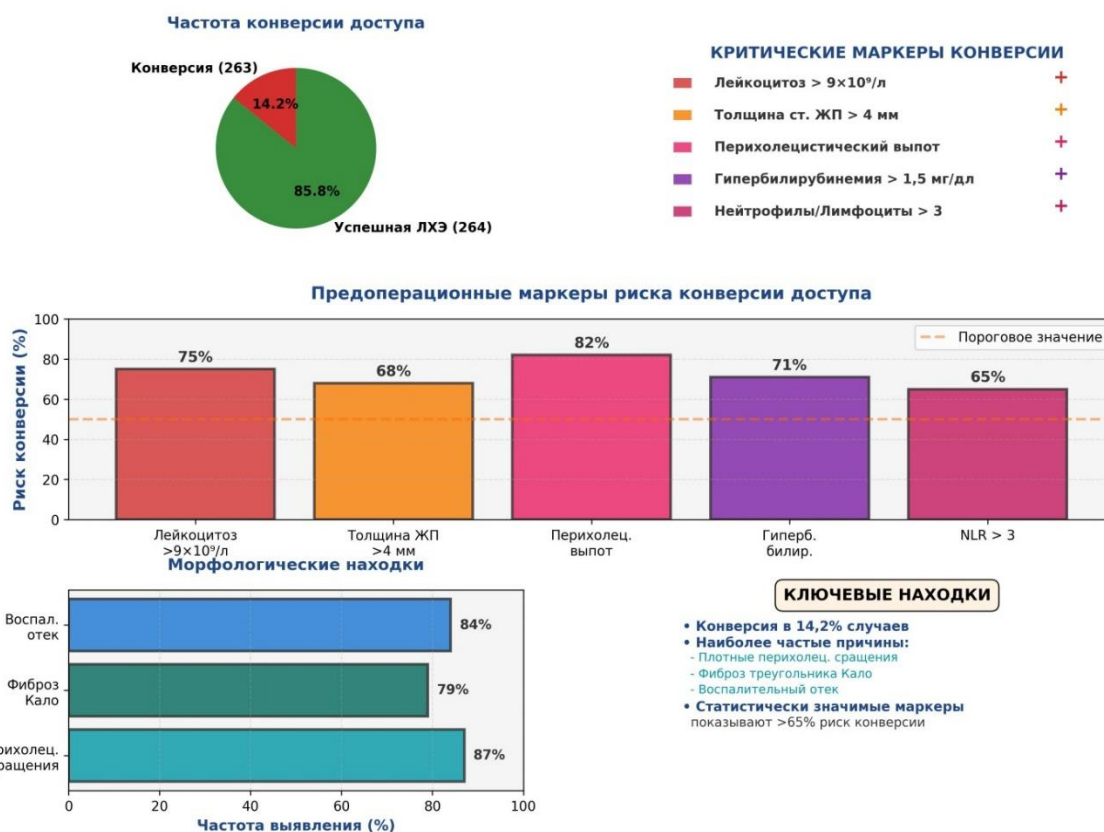 Частота конверсии доступа
Конверсия (263)
14.2%
85.8%
Успешная ЛХЭ (264)
КРИТИЧЕСКИЕ МАРКЕРЫ КОНВЕРСИИ
Лейкоцитоз > 9×10⁹/л +
Толщина ст. ЖП > 4 мм +
Перихолецистический выпот +
Гипербилирубинемия > 1,5 мг/дл +
Нейтрофилы/Лимфоциты > 3 +
Предоперационные маркеры риска конверсии доступа
Риск конверсии (%)
100
80
60
40
20
0
Пороговое значение
75%
68%
82%
71%
65%
Лейкоцитоз
>9×10⁹/л
Толщина ЖП
>4 мм
Перихолец.
выпот
Гиперб.
билир.
NLR > 3
Морфологические находки
Воспал.
отек
84%
Фиброз
Кало
79%
рихолец.
ращения
87%
0 20 40 60 80 100
Частота выявления (%)
КЛЮЧЕВЫЕ НАХОДКИ
• Конверсия в 14,2% случаев
• Наиболее частые причины:
- Плотные перихолец. сращения
- Фиброз треугольника Кало
- Воспалительный отек
• Статистически значимые маркеры
показывают >65% риск конверсии